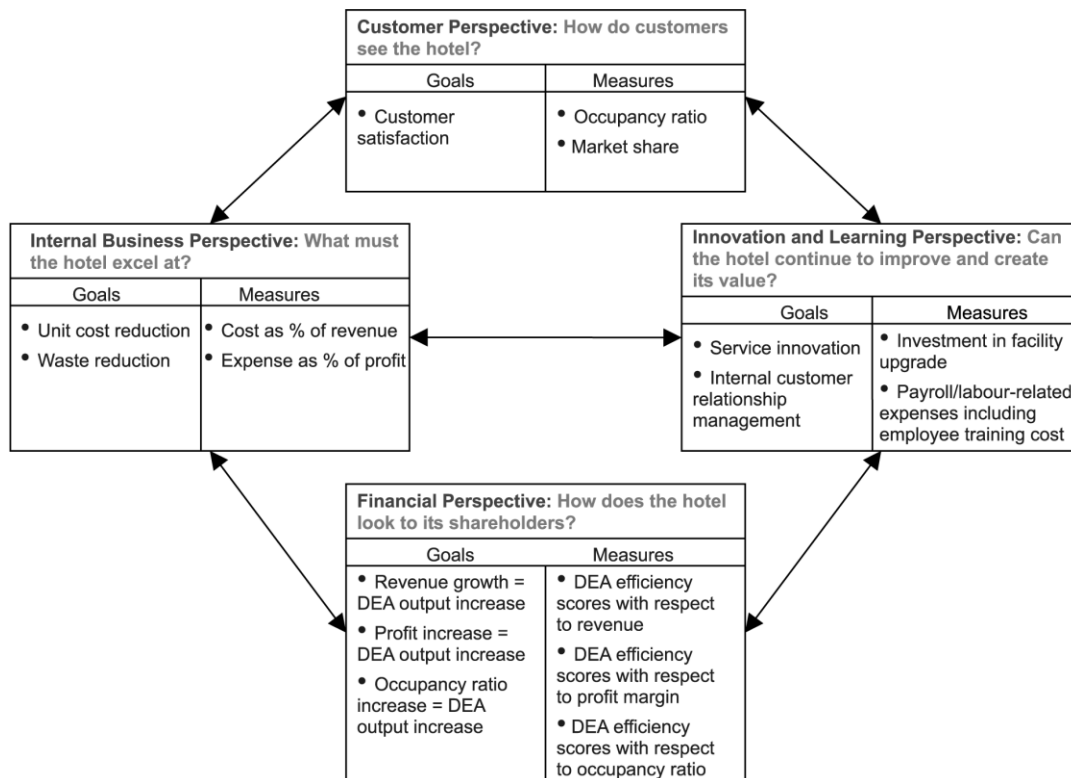 Customer Perspective: How do customers
see the hotel?
Goals
Measures
• Customer
satisfaction
• Occupancy ratio
• Market share
Internal Business Perspective: What must
the hotel excel at?
Goals
Measures
• Unit cost reduction
• Waste reduction
• Cost as % of revenue
• Expense as % of profit
Innovation and Learning Perspective: Can
the hotel continue to improve and create
its value?
Goals
Measures
• Service innovation
• Internal customer
relationship
management
• Investment in facility
upgrade
• Payroll/labour-related
expenses including
employee training cost
Financial Perspective: How does the hotel
look to its shareholders?
Goals
Measures
• Revenue growth =
DEA output increase
• Profit increase =
DEA output increase
• Occupancy ratio
increase = DEA
output increase
• DEA efficiency
scores with respect
to revenue
• DEA efficiency
scores with respect
to profit margin
• DEA efficiency
scores with respect
to occupancy ratio